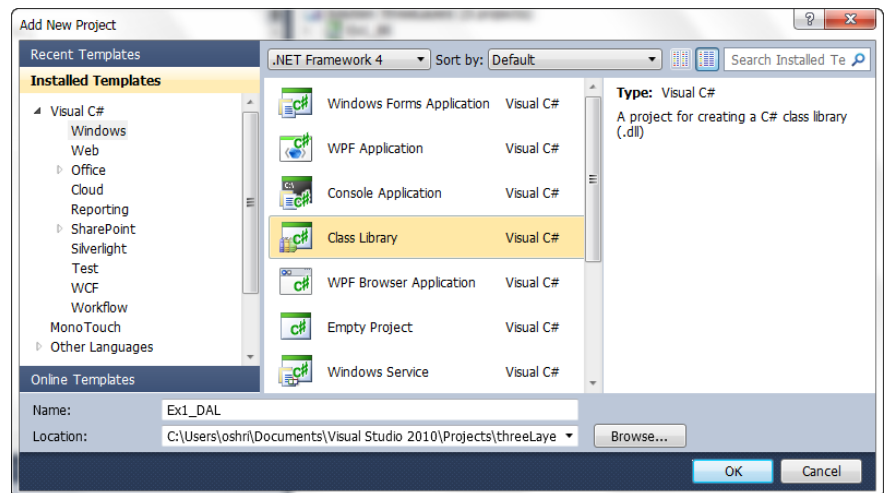 Add New Project
Recent Templates
Installed Templates
Visual C#
Windows
Web
Office
Cloud
Reporting
SharePoint
Silverlight
Test
WCF
Workflow
MonoTouch
Other Languages
Online Templates
.NET Framework 4
Sort by: Default
Search Installed Te
Windows Forms Application Visual C#
WPF Application Visual C#
Console Application Visual C#
Class Library Visual C#
WPF Browser Application Visual C#
Empty Project Visual C#
Windows Service Visual C#
Type: Visual C#
A project for creating a C# class library
(.dll)
Name: Ex1_DAL
Location: C:\Users\oshri\Documents\Visual Studio 2010\Projects\threeLaye
Browse...
OK Cancel